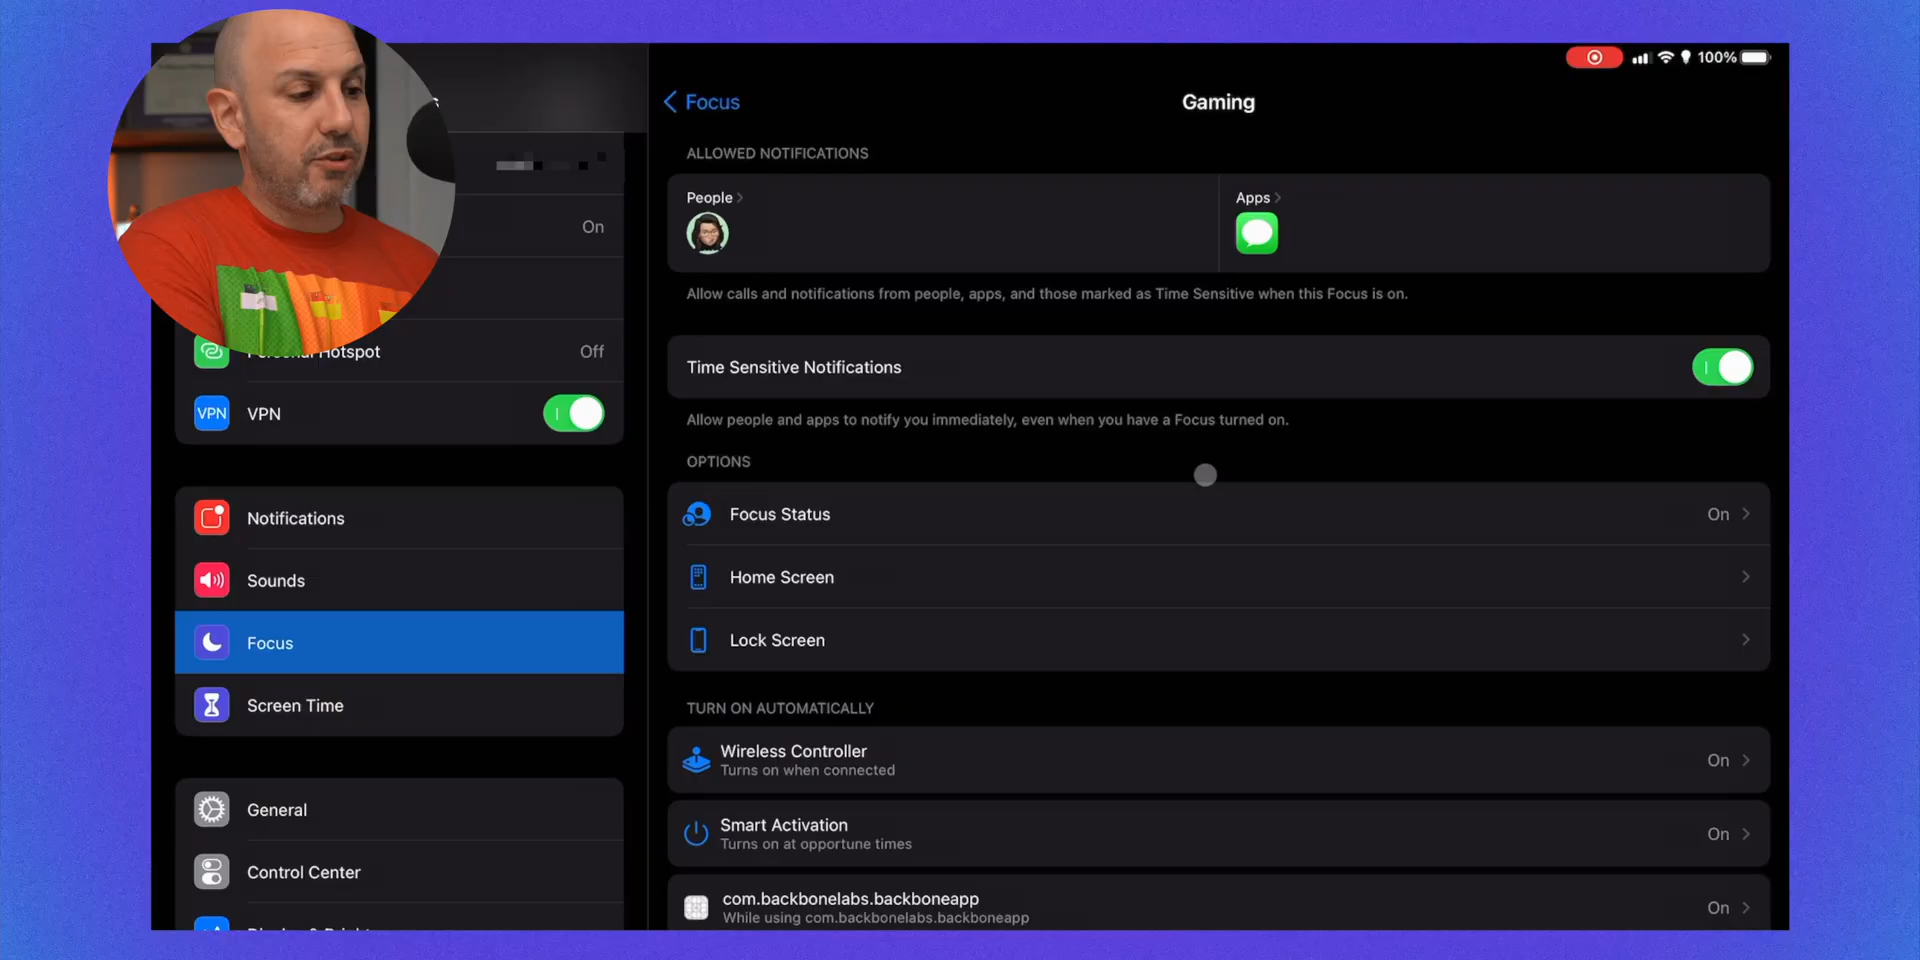 100%
Focus
Gaming
ALLOWED NOTIFICATIONS
People
Apps
Allow calls and notifications from people, apps, and those marked as Time Sensitive when this Focus is on.
Time Sensitive Notifications
Allow people and apps to notify you immediately, even when you have a Focus turned on.
OPTIONS
Focus Status On
Home Screen
Lock Screen
TURN ON AUTOMATICALLY
Wireless Controller
Turns on when connected
On
Smart Activation
Turns on at opportune times
On
com.backbonelabs.backboneapp
While using com.backbonelabs.backboneapp
On
On
Personal Hotspot Off
VPN VPN
Notifications
Sounds
Focus
Screen Time
General
Control Center